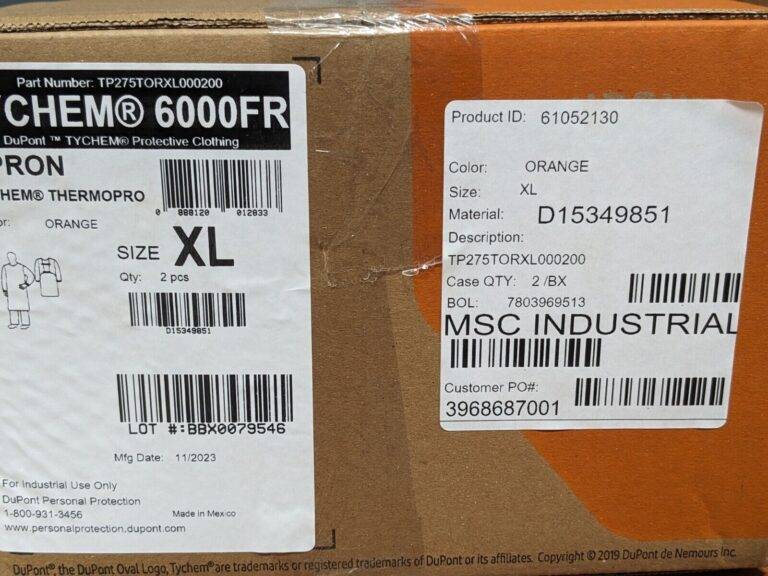 Part Number: TP275TORXL000200
YCHEM® 6000FR
DuPont ™ TYCHEM® Protective Clothing
PRON
HEM® THERMOPRO
0 888120 012833
or: ORANGE
SIZE XL
Qty: 2 pcs
D15349851
LOT #:BBX0079546
Mfg Date: 11/2023
For Industrial Use Only
DuPont Personal Protection
1-800-931-3456 Made in Mexico
www.personalprotection.dupont.com
Product ID: 61052130
Color: ORANGE
Size: XL
Material: D15349851
Description:
TP275TORXL000200
Case QTY: 2 /BX
BOL: 7803969513
MSC INDUSTRIAL
Customer PO#:
3968687001
DuPont®, the DuPont Oval Logo, Tychem® are trademarks or registered trademarks of DuPont or its affiliates. Copyright © 2019 DuPont de Nemours Inc.